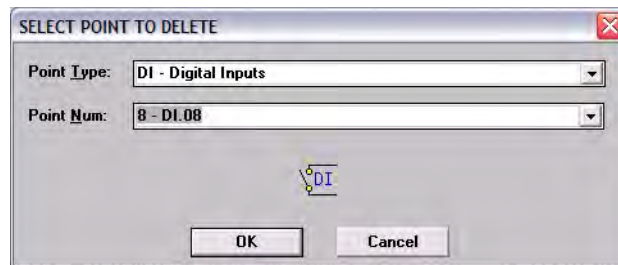 SELECT POINT TO DELETE
Point Type: DI - Digital Inputs
Point Num: 8 - DI.08
DI
OK Cancel